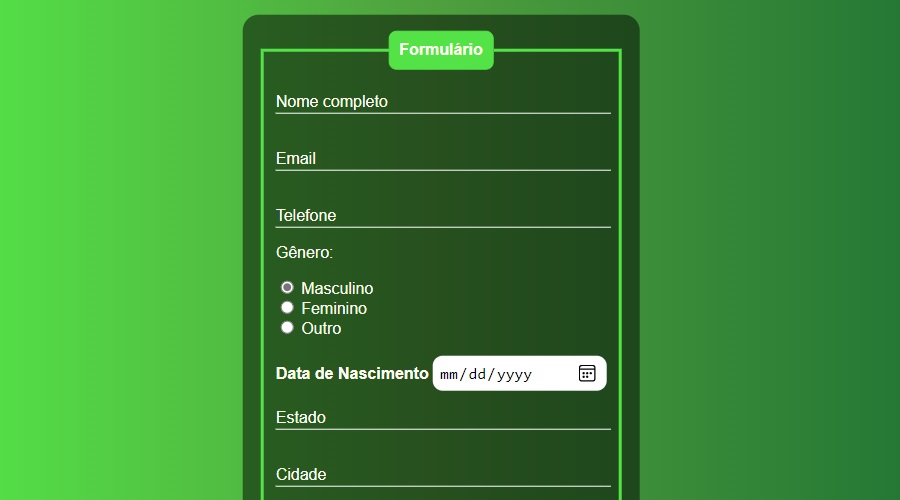 Formulário
Nome completo
Email
Telefone
Gênero:
Masculino
Feminino
Outro
Data de Nascimento mm/dd/yyyy
Estado
Cidade